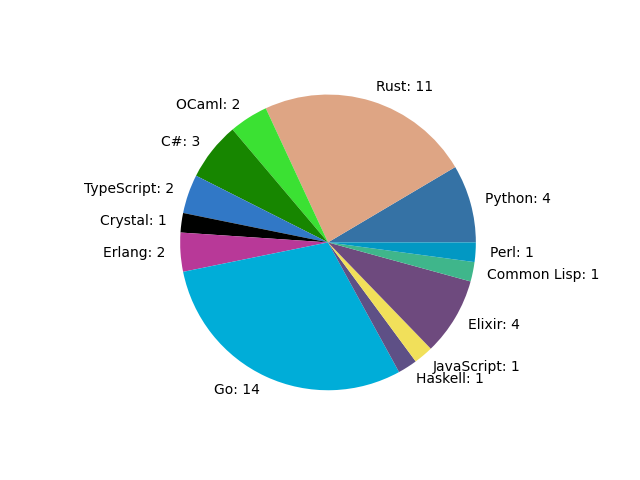 Rust: 11
OCaml: 2
C#: 3
TypeScript: 2
Python: 4
Crystal: 1
Erlang: 2
Perl: 1
Common Lisp: 1
Elixir: 4
JavaScript: 1
Haskell: 1
Go: 14